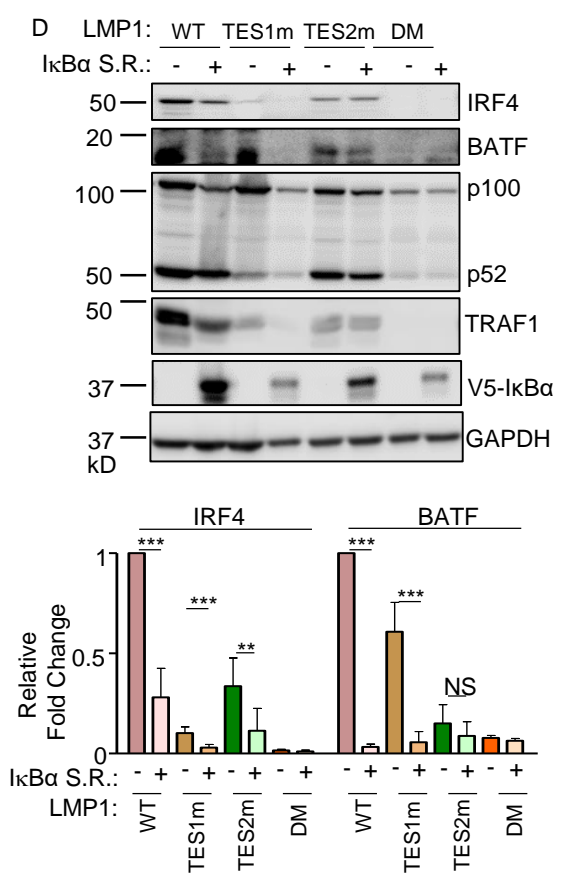 D LMP1: WT TES1m TES2m DM
IκBα S.R.: - + - + - + - +
50 IRF4
20 BATF
100 p100
50 p52
50 TRAF1
37 V5-IκBα
37 GAPDH
kD
IRF4 BATF
*** *** ** *** *** NS
Relative
Fold Change
1
0.5
0
IκBα S.R.: - + - + - + - + - + - + - + - +
LMP1: WT TES1m TES2m DM WT TES1m TES2m DM